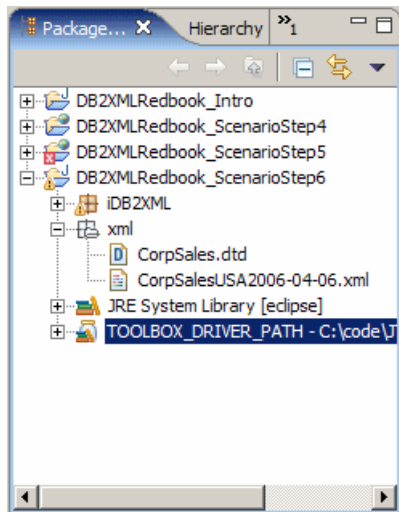 Package... Hierarchy »1
DB2XMLRedbook_Intro
DB2XMLRedbook_ScenarioStep4
DB2XMLRedbook_ScenarioStep5
DB2XMLRedbook_ScenarioStep6
iDB2XML
xml
D CorpSales.dtd
CorpSalesUSA2006-04-06.xml
JRE System Library [eclipse]
TOOLBOX_DRIVER_PATH - C:\code\J